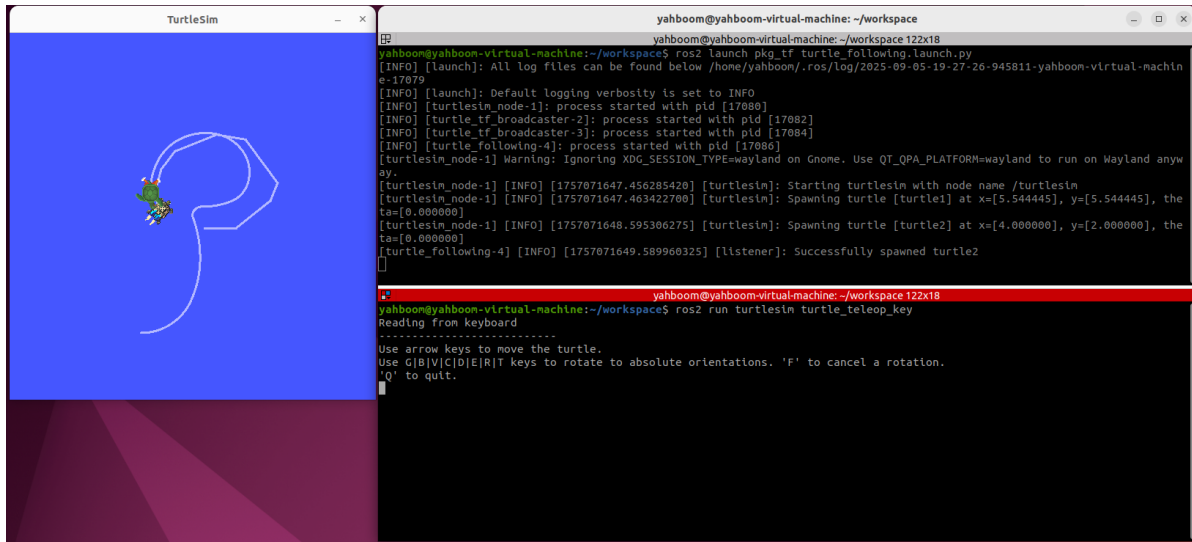 TurtleSim
yahboom@yahboom-virtual-machine: ~/workspace
yahboom@yahboom-virtual-machine: ~/workspace 122x18
yahboom@yahboom-virtual-machine:~/workspace$ ros2 launch pkg_tf turtle_following.launch.py
[INFO] [launch]: All log files can be found below /home/yahboom/.ros/log/2025-09-05-19-27-26-945811-yahboom-virtual-machin
e-17079
[INFO] [launch]: Default logging verbosity is set to INFO
[INFO] [turtlesim_node-1]: process started with pid [17080]
[INFO] [turtle_tf_broadcaster-2]: process started with pid [17082]
[INFO] [turtle_tf_broadcaster-3]: process started with pid [17084]
[INFO] [turtle_following-4]: process started with pid [17086]
[turtlesim_node-1] Warning: Ignoring XDG_SESSION_TYPE=wayland on Gnome. Use QT_QPA_PLATFORM=wayland to run on Wayland anyw
ay.
[turtlesim_node-1] [INFO] [1757071647.456285420] [turtlesim]: Starting turtlesim with node name /turtlesim
[turtlesim_node-1] [INFO] [1757071647.463422700] [turtlesim]: Spawning turtle [turtle1] at x=[5.544445], y=[5.544445], the
ta=[0.000000]
[turtlesim_node-1] [INFO] [1757071648.595306275] [turtlesim]: Spawning turtle [turtle2] at x=[4.000000], y=[2.000000], the
ta=[0.000000]
[turtle_following-4] [INFO] [1757071649.589960325] [listener]: Successfully spawned turtle2
yahboom@yahboom-virtual-machine: ~/workspace 122x18
yahboom@yahboom-virtual-machine:~/workspace$ ros2 run turtlesim turtle_teleop_key
Reading from keyboard
---------------------------
Use arrow keys to move the turtle.
Use G|B|V|C|D|E|R|T keys to rotate to absolute orientations. 'F' to cancel a rotation.
'Q' to quit.